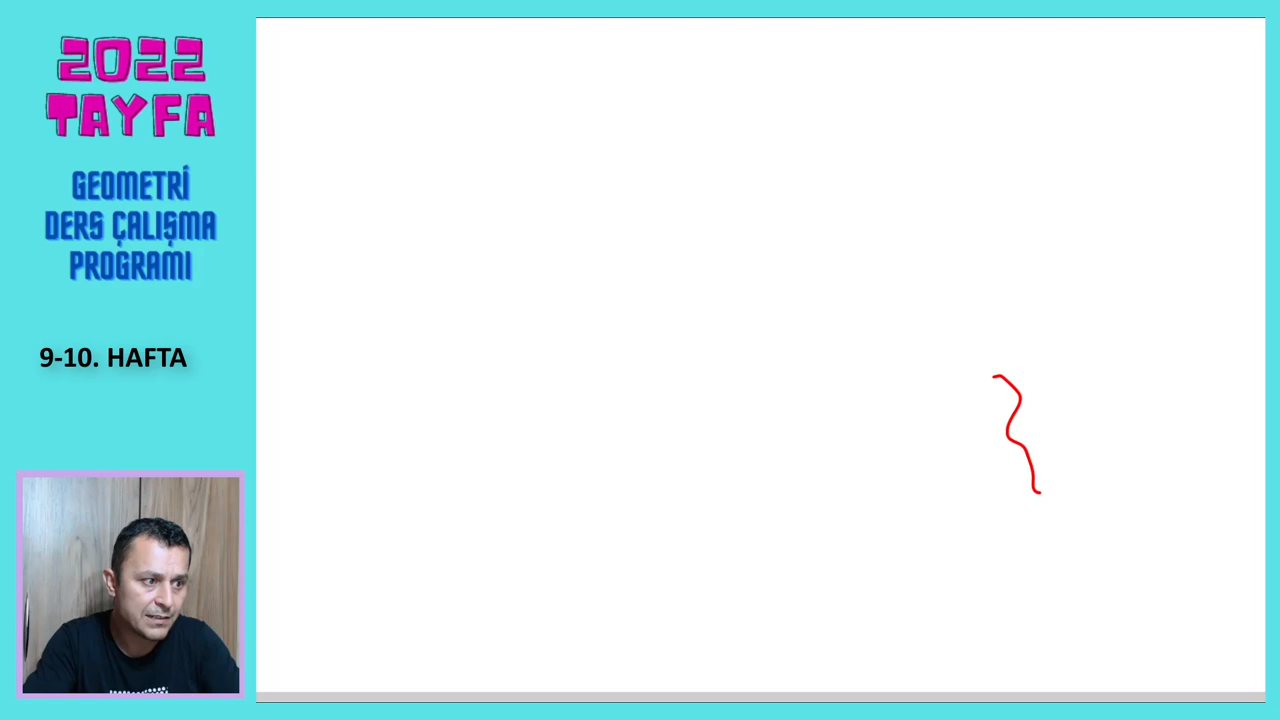 2022
TAYFA
GEOMETRİ
DERS ÇALIŞMA
PROGRAMI
9-10. HAFTA